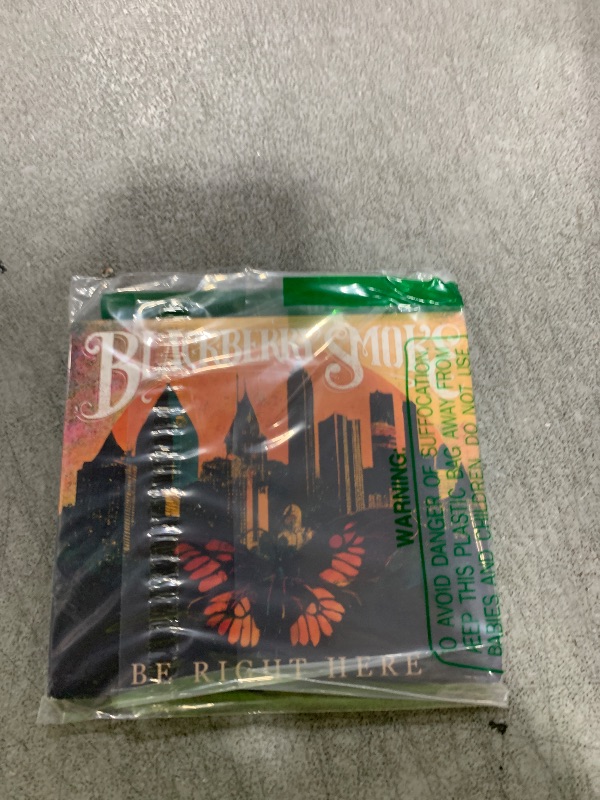 BLACKBERRY SMOKE
BE RIGHT HERE
WARNING:
TO AVOID DANGER OF SUFFOCATION,
KEEP THIS PLASTIC BAG AWAY FROM
BABIES AND CHILDREN. DO NOT USE